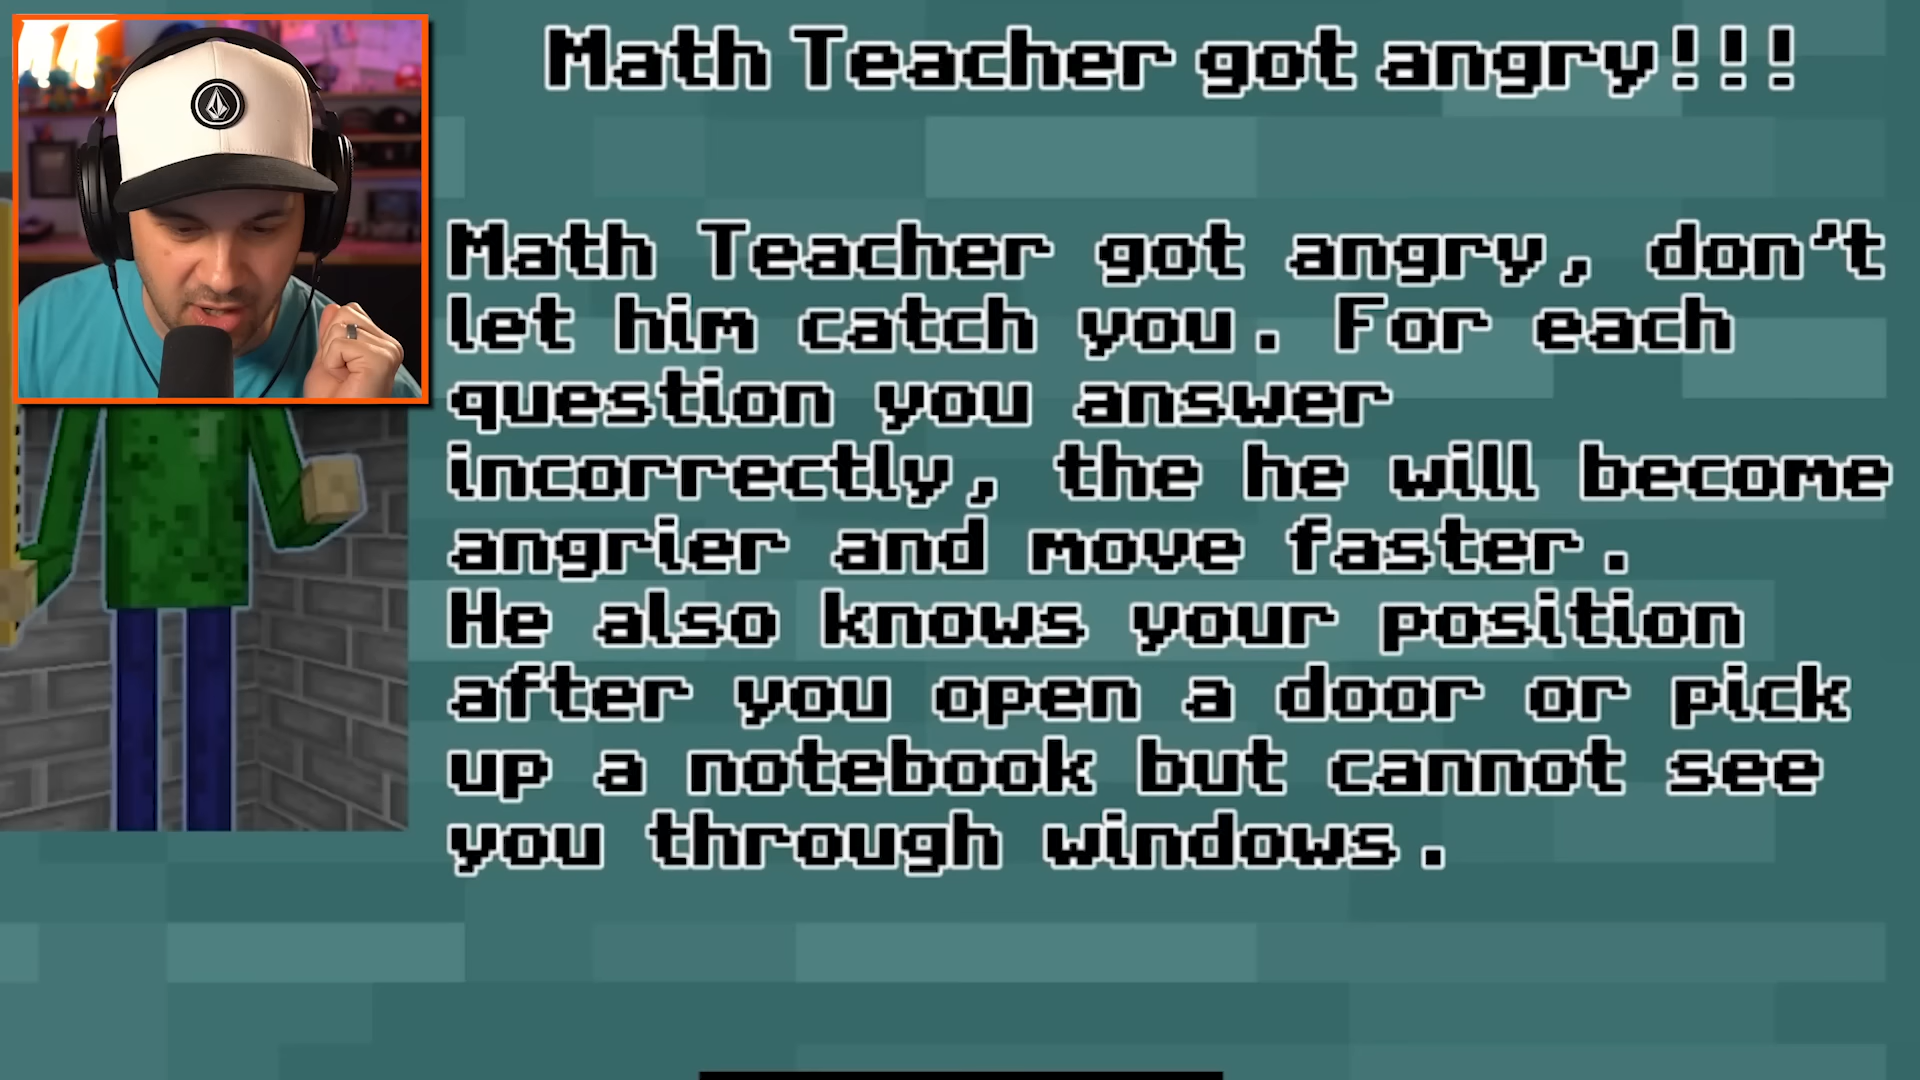 Math Teacher got angry!!!
Math Teacher got angry, don't
let him catch you. For each
question you answer
incorrectly, the he will become
angrier and move faster.
He also knows your position
after you open a door or pick
up a notebook but cannot see
you through windows.